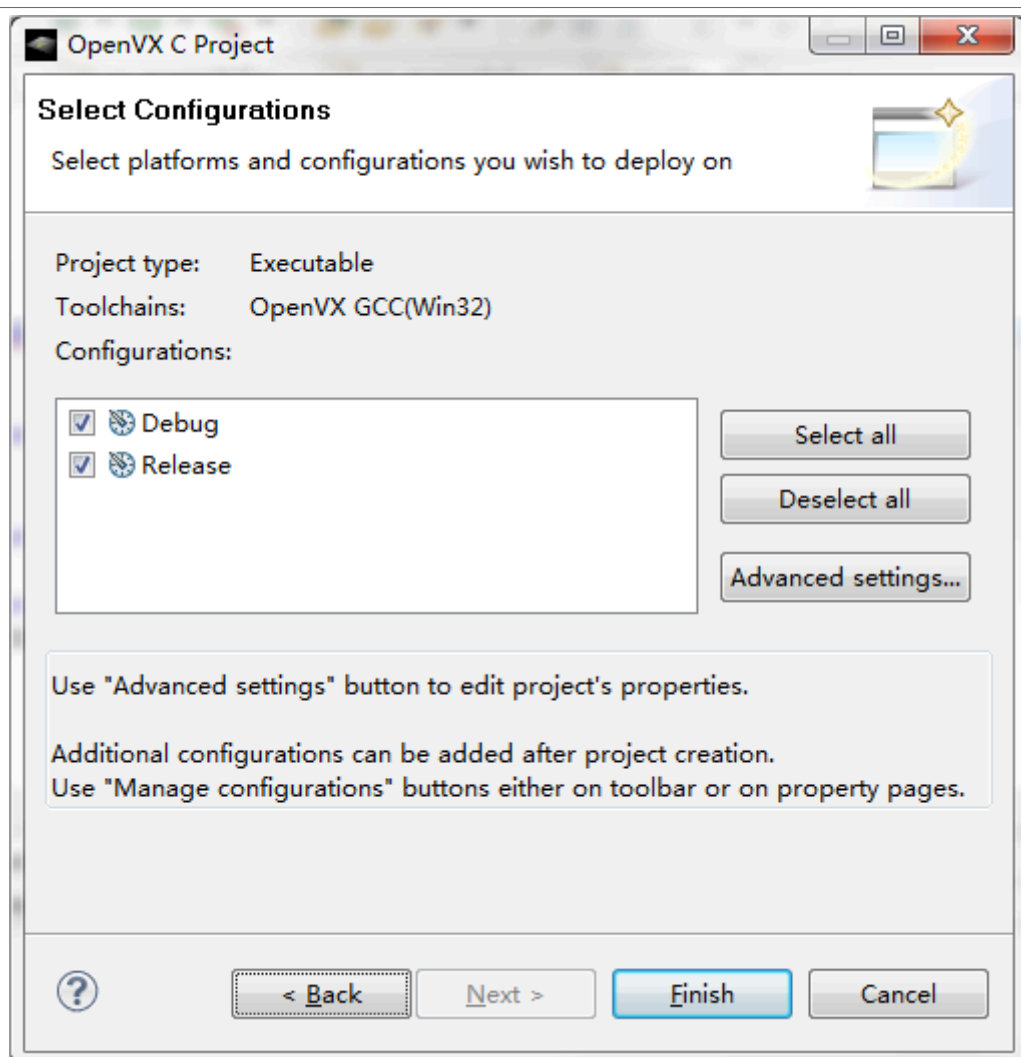 OpenVX C Project
Select Configurations
Select platforms and configurations you wish to deploy on
Project type: Executable
Toolchains: OpenVX GCC(Win32)
Configurations:
Debug
Release
Select all
Deselect all
Advanced settings...
Use "Advanced settings" button to edit project's properties.
Additional configurations can be added after project creation.
Use "Manage configurations" buttons either on toolbar or on property pages.
?
< Back
Next >
Finish
Cancel